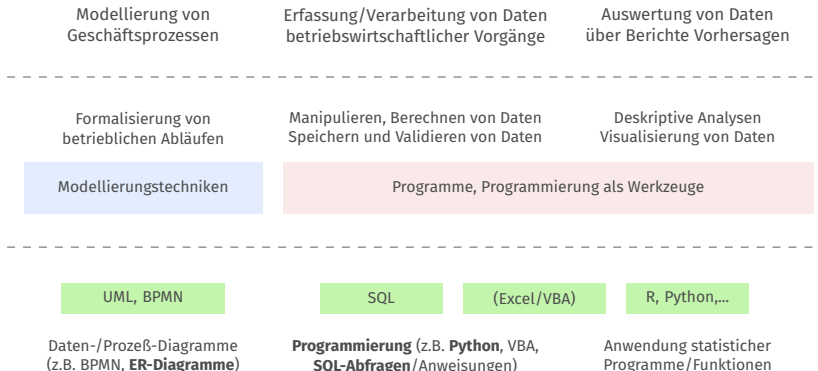 Modellierung von
Geschäftsprozessen
Erfassung/Verarbeitung von Daten
betriebswirtschaftlicher Vorgänge
Auswertung von Daten
über Berichte Vorhersagen
Formalisierung von
betrieblichen Abläufen
Manipulieren, Berechnen von Daten
Speichern und Validieren von Daten
Deskriptive Analysen
Visualisierung von Daten
Modellierungstechniken
Programme, Programmierung als Werkzeuge
UML, BPMN
SQL
(Excel/VBA)
R, Python,...
Daten-/Prozeß-Diagramme
(z.B. BPMN, ER-Diagramme)
Programmierung (z.B. Python, VBA,
SQL-Abfragen/Anweisungen)
Anwendung statisticher
Programme/Funktionen